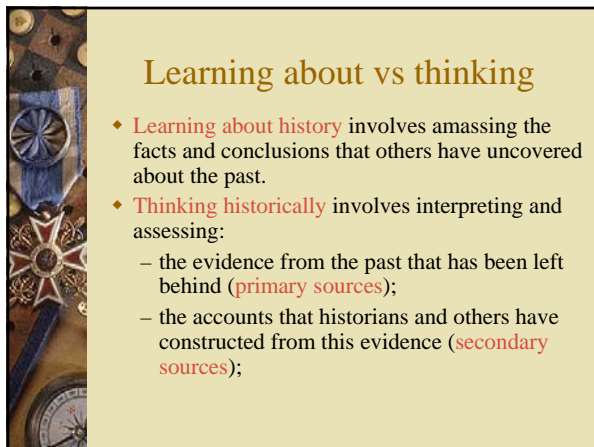 Learning about vs thinking
◆ Learning about history involves amassing the
facts and conclusions that others have uncovered
about the past.
◆ Thinking historically involves interpreting and
assessing:
– the evidence from the past that has been left
behind (primary sources);
– the accounts that historians and others have
constructed from this evidence (secondary
sources);